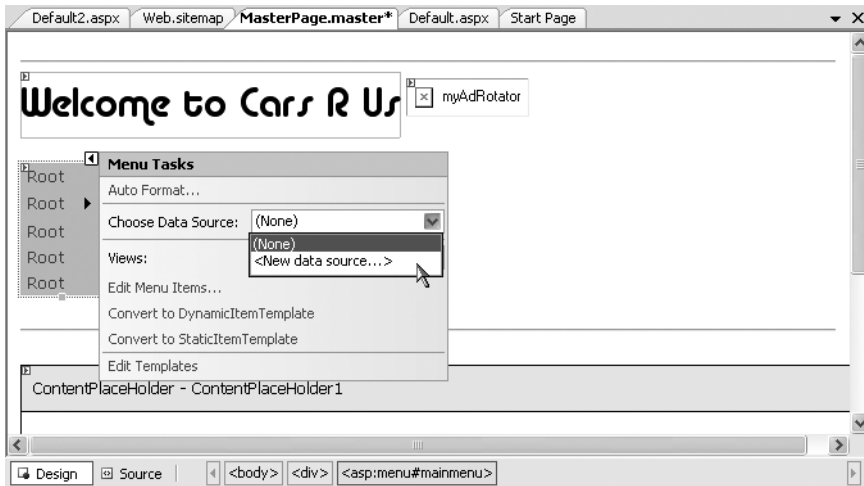 Default2.aspx Web.sitemap MasterPage.master* Default.aspx Start Page
Welcome to Cars R Us
myAdRotator
Root
Root
Root
Root
Root
Menu Tasks
Auto Format...
Choose Data Source: (None)
(None)
<New data source...>
Views:
Edit Menu Items...
Convert to DynamicItemTemplate
Convert to StaticItemTemplate
Edit Templates
ContentPlaceHolder - ContentPlaceHolder1
Design Source <body> <div> <asp:menu#mainmenu>